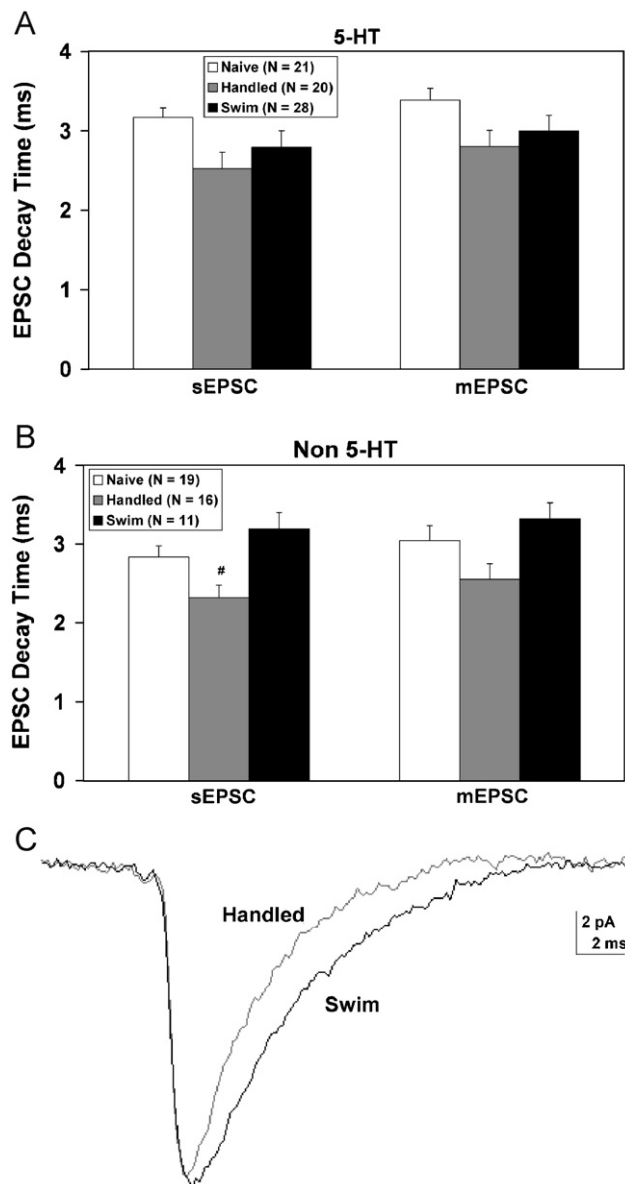 A
5-HT
EPSC Decay Time (ms)
4
3
2
1
0
Naive (N = 21)
Handled (N = 20)
Swim (N = 28)
sEPSC mEPSC
B
Non 5-HT
EPSC Decay Time (ms)
4
3
2
1
0
Naive (N = 19)
Handled (N = 16)
Swim (N = 11)
#
sEPSC mEPSC
C
Handled
Swim
2 pA
2 ms